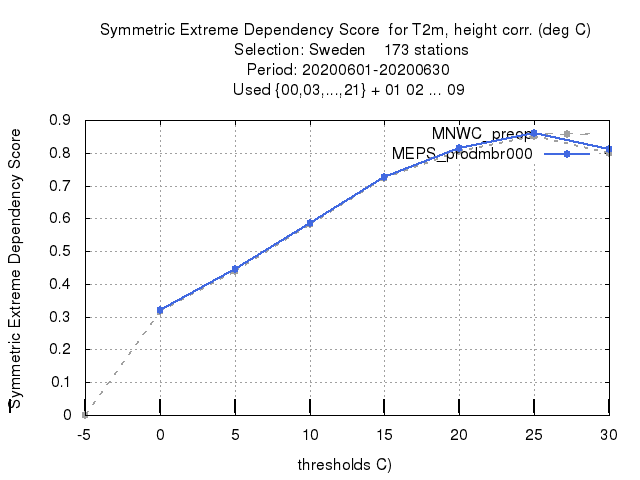 Symmetric Extreme Dependency Score for T2m, height corr. (deg C)
Selection: Sweden 173 stations
Period: 20200601-20200630
Used {00,03,...,21} + 01 02 ... 09
Symmetric Extreme Dependency Score
0.9
0.8
0.7
0.6
0.5
0.4
0.3
0.2
0.1
0
MNWC_preop
MEPS_prodmbr000
-5 0 5 10 15 20 25 30
thresholds C)